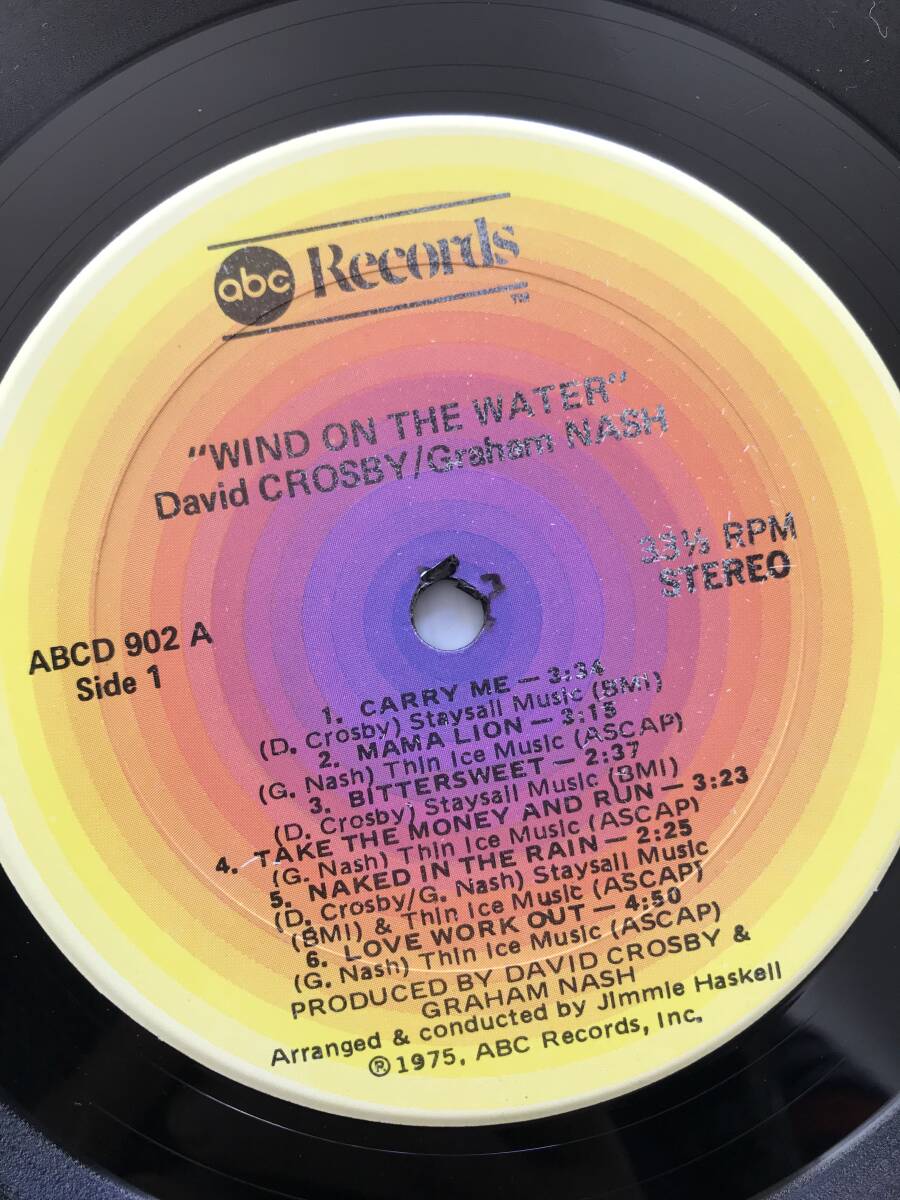 abc Records
TM
"WIND ON THE WATER"
David CROSBY/Graham NASH
33⅓ RPM
STEREO
ABCD 902 A
Side 1
1. CARRY ME — 3:34
(D. Crosby) Staysall Music (BMI)
2. MAMA LION — 3:15
(G. Nash) Thin Ice Music (ASCAP)
3. BITTERSWEET — 2:37
(D. Crosby) Staysall Music (BMI)
4. TAKE THE MONEY AND RUN — 3:23
(G. Nash) Thin Ice Music (ASCAP)
5. NAKED IN THE RAIN — 2:25
(D. Crosby/G. Nash) Staysall Music
(BMI) & Thin Ice Music (ASCAP)
6. LOVE WORK OUT — 4:50
(G. Nash) Thin Ice Music (ASCAP)
PRODUCED BY DAVID CROSBY &
GRAHAM NASH
Arranged & conducted by Jimmie Haskell
℗1975, ABC Records, Inc.